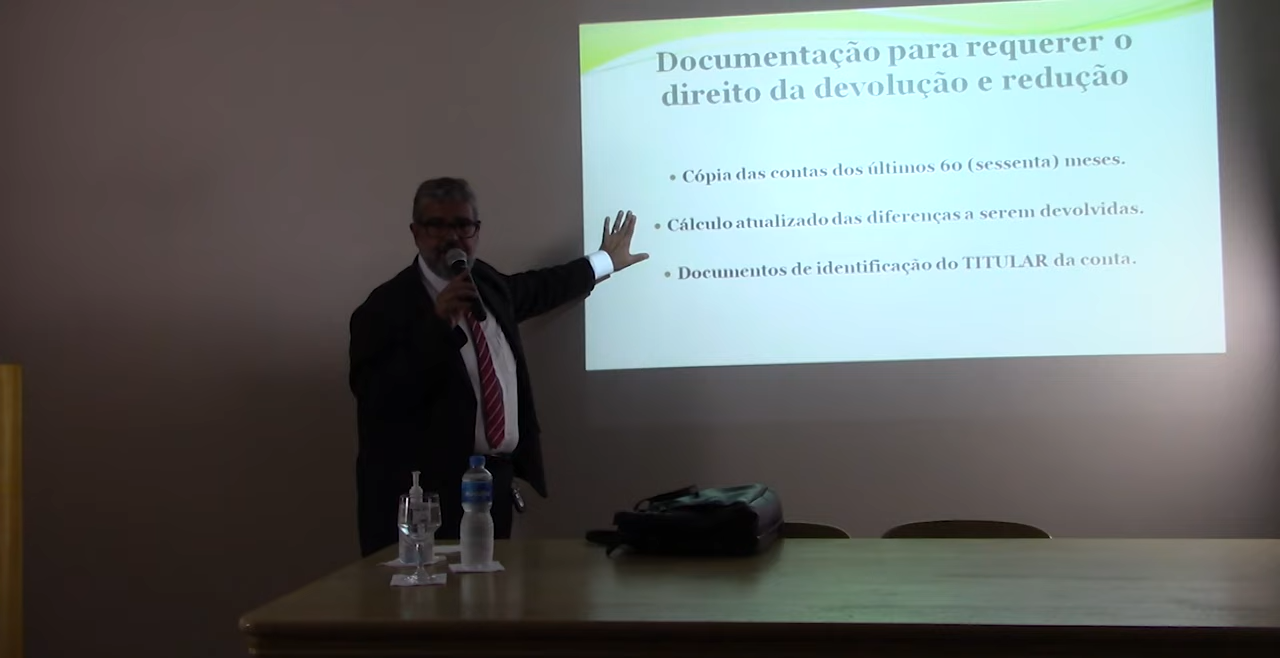 Documentação para requerer o
direito da devolução e redução
• Cópia das contas dos últimos 60 (sessenta) meses.
• Cálculo atualizado das diferenças a serem devolvidas.
• Documentos de identificação do TITULAR da conta.